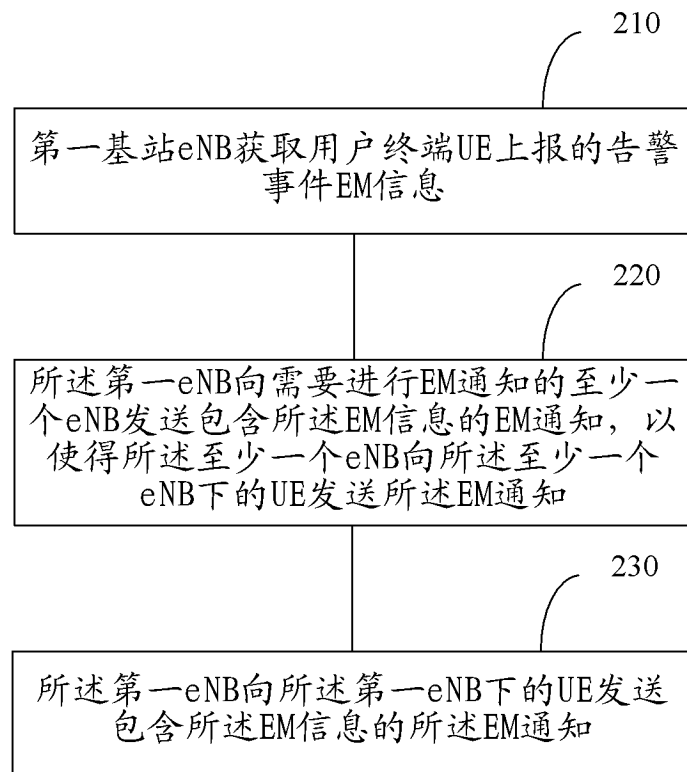 210
第一基站eNB获取用户终端UE上报的告警
事件EM信息
220
所述第一eNB向需要进行EM通知的至少一
个eNB发送包含所述EM信息的EM通知，以
使得所述至少一个eNB向所述至少一个
eNB下的UE发送所述EM通知
230
所述第一eNB向所述第一eNB下的UE发送
包含所述EM信息的所述EM通知